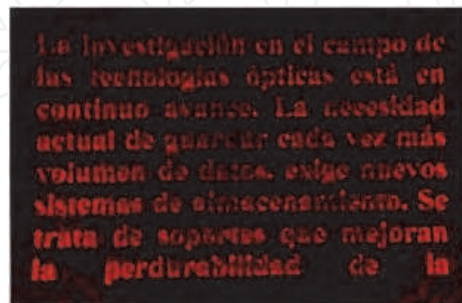 La investigación en el campo de
las tecnologías ópticas está en
continuo avance. La necesidad
actual de guardar cada vez más
volumen de datos, exige nuevos
sistemas de almacenamiento. Se
trata de soportes que mejoran
la perdurabilidad de la